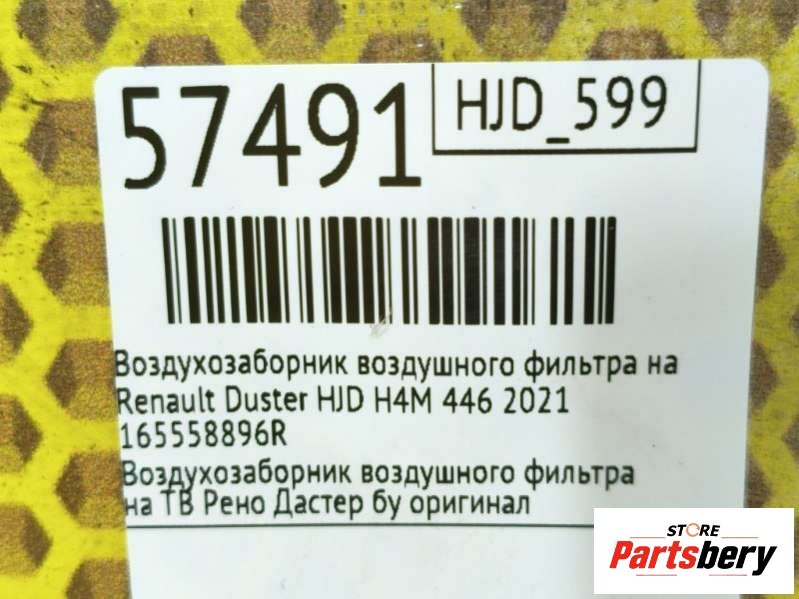 57491
HJD_599
Воздухозаборник воздушного фильтра на
Renault Duster HJD H4M 446 2021
165558896R
Воздухозаборник воздушного фильтра
на ТВ Рено Дастер бу оригинал
STORE
Partsbery